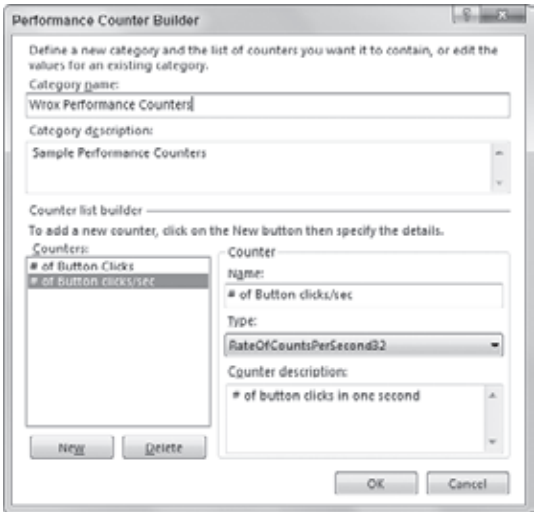 Performance Counter Builder
Define a new category and the list of counters you want it to contain, or edit the
values for an existing category.
Category name:
Wrox Performance Counters
Category description:
Sample Performance Counters
Counter list builder
To add a new counter, click on the New button then specify the details.
Counters:
# of Button Clicks
# of Button clicks/sec
Counter
Name:
# of Button clicks/sec
Type:
RateOfCountsPerSecond32
Counter description:
# of button clicks in one second
New
Delete
OK
Cancel